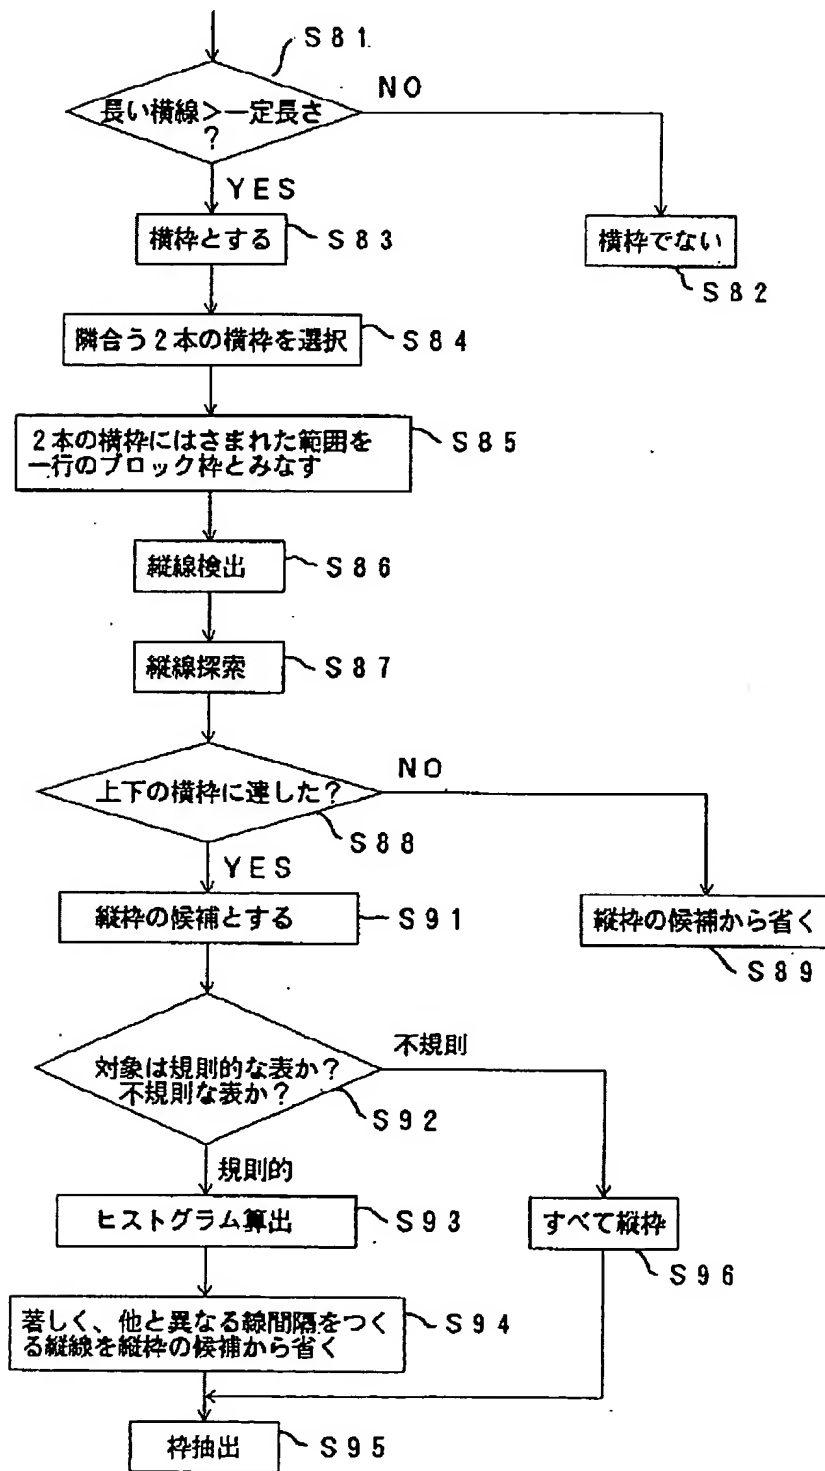 S81
長い横線>一定長さ
?
NO
YES
横枠とする
S83
横枠でない
S82
隣合う2本の横枠を選択
S84
2本の横枠にはさまれた範囲を
一行のブロック枠とみなす
S85
縦線検出
S86
縦線探索
S87
上下の横枠に達した?
NO
S88
YES
縦枠の候補とする
S91
縦枠の候補から省く
S89
対象は規則的な表か?
不規則な表か?
不規則
S92
規則的
ヒストグラム算出
S93
すべて縦枠
S96
著しく、他と異なる線間隔をつく
る縦線を縦枠の候補から省く
S94
枠抽出
S95